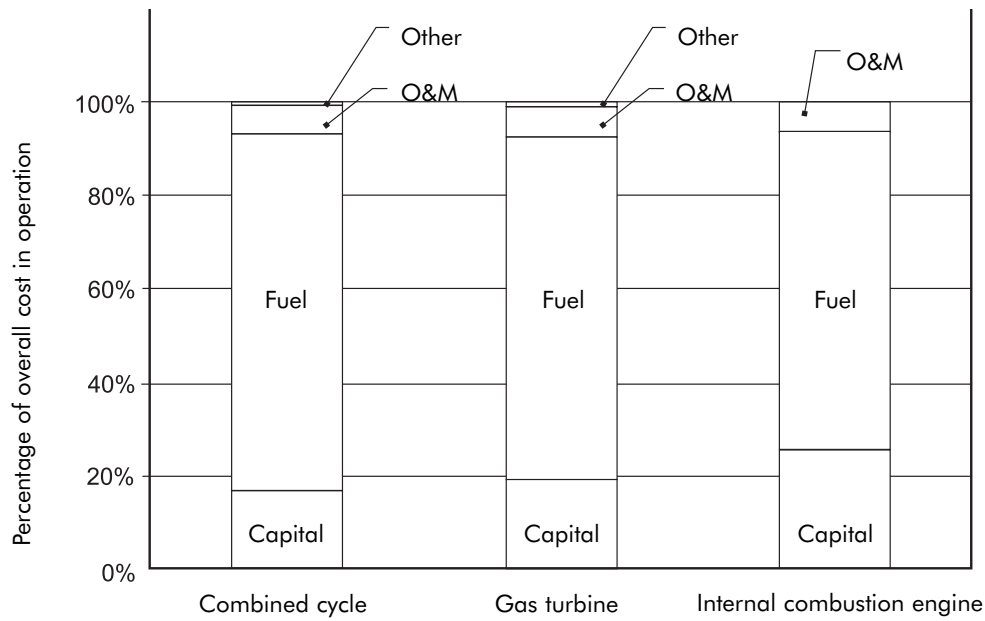 Percentage of overall cost in operation
Other
Other
O&M
O&M
O&M
100%
80%
60%
40%
20%
0%
Fuel
Fuel
Fuel
Capital
Capital
Capital
Combined cycle
Gas turbine
Internal combustion engine